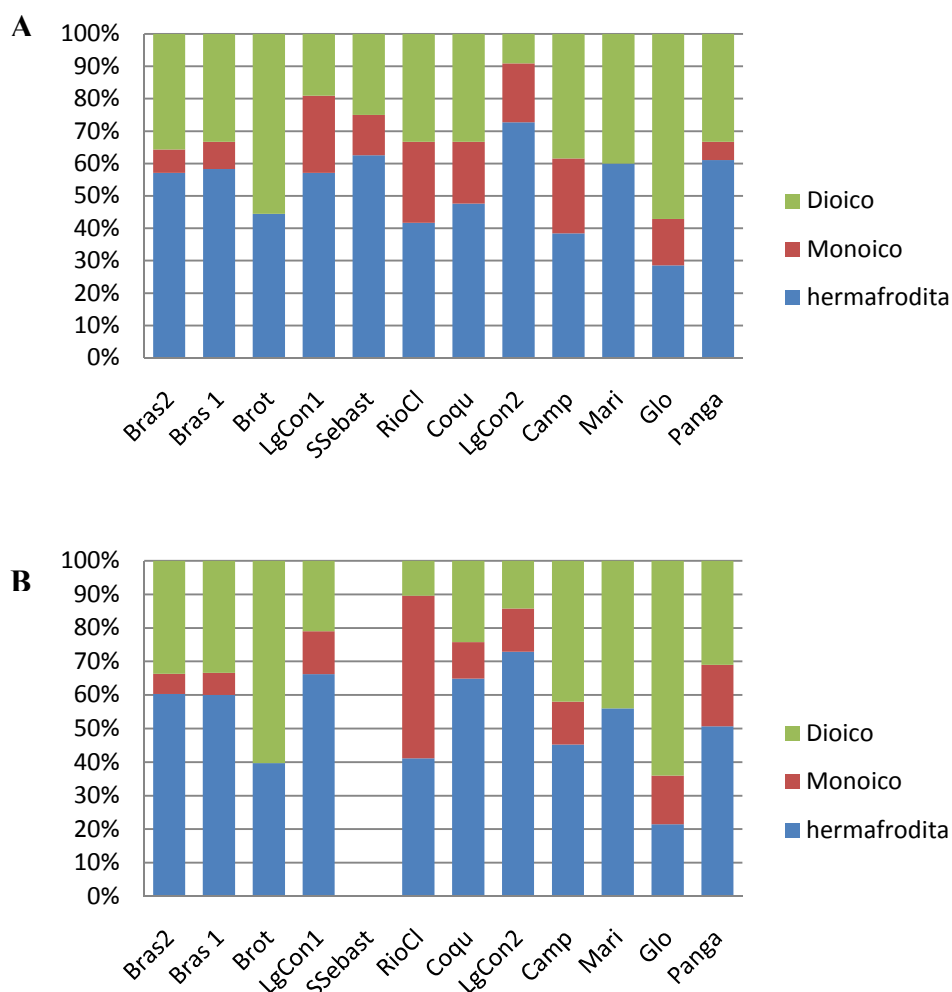 A
100%
90%
80%
70%
60%
50%
40%
30%
20%
10%
0%
Bras2
Bras 1
Brot
LgCon1
SSebast
RioCl
Coqu
LgCon2
Camp
Mari
Glo
Panga
Dioico
Monoico
hermafrodita
B
100%
90%
80%
70%
60%
50%
40%
30%
20%
10%
0%
Bras2
Bras 1
Brot
LgCon1
SSebast
RioCl
Coqu
LgCon2
Camp
Mari
Glo
Panga
Dioico
Monoico
hermafrodita